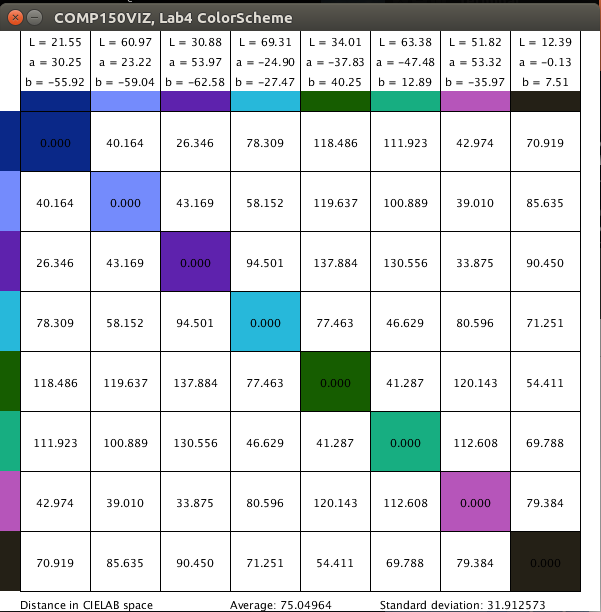 COMP150VIZ, Lab4 ColorScheme
L = 21.55 L = 60.97 L = 30.88 L = 69.31 L = 34.01 L = 63.38 L = 51.82 L = 12.39
a = 30.25 a = 23.22 a = 53.97 a = -24.90 a = -37.83 a = -47.48 a = 53.32 a = -0.13
b = -55.92 b = -59.04 b = -62.58 b = -27.47 b = 40.25 b = 12.89 b = -35.97 b = 7.51
0.000 40.164 26.346 78.309 118.486 111.923 42.974 70.919
40.164 0.000 43.169 58.152 119.637 100.889 39.010 85.635
26.346 43.169 0.000 94.501 137.884 130.556 33.875 90.450
78.309 58.152 94.501 0.000 77.463 46.629 80.596 71.251
118.486 119.637 137.884 77.463 0.000 41.287 120.143 54.411
111.923 100.889 130.556 46.629 41.287 0.000 112.608 69.788
42.974 39.010 33.875 80.596 120.143 112.608 0.000 79.384
70.919 85.635 90.450 71.251 54.411 69.788 79.384 0.000
Distance in CIELAB space Average: 75.04964 Standard deviation: 31.912573